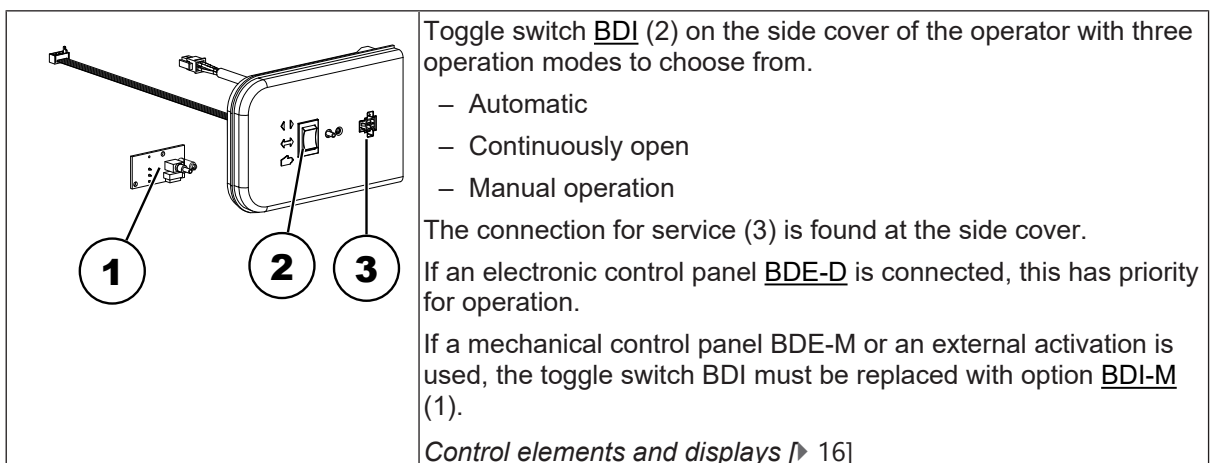 Toggle switch BDI (2) on the side cover of the operator with three
operation modes to choose from.
– Automatic
– Continuously open
– Manual operation
The connection for service (3) is found at the side cover.
If an electronic control panel BDE-D is connected, this has priority
for operation.
If a mechanical control panel BDE-M or an external activation is
used, the toggle switch BDI must be replaced with option BDI-M
(1).
Control elements and displays [▶ 16]
1
2
3